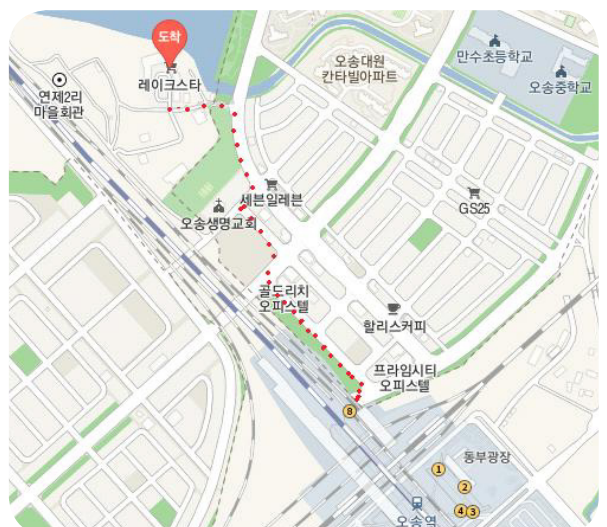 도착
레이크스타
연제2리
마을회관
오송대원
칸타빌아파트
만수초등학교
오송중학교
세븐일레븐
오송생명교회
GS25
골드리치
오피스텔
할리스커피
프라임시티
오피스텔
8
동부광장
1
2
4
3
오송역